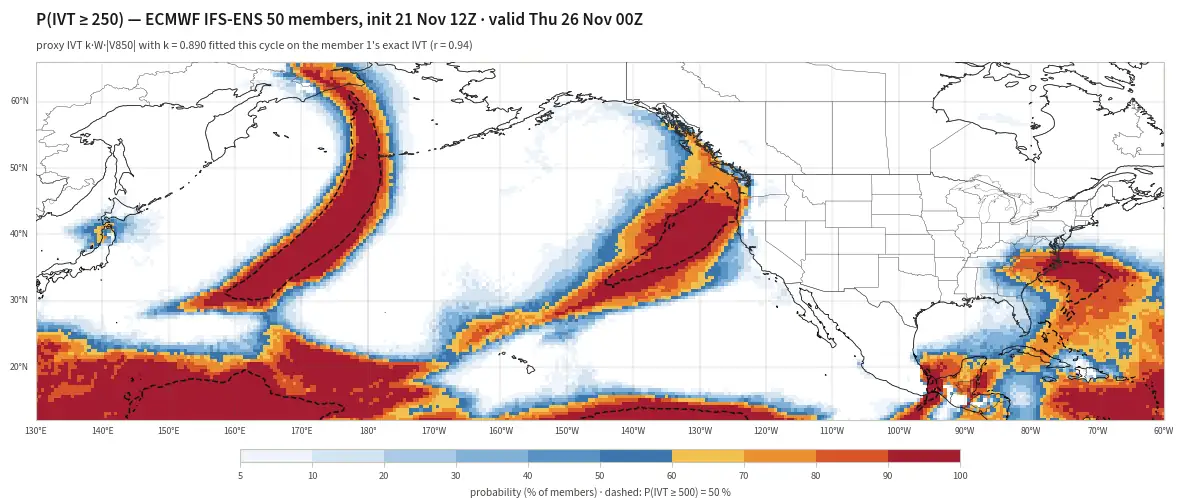 P(IVT ≥ 250) — ECMWF IFS-ENS 50 members, init 21 Nov 12Z · valid Thu 26 Nov 00Z
proxy IVT k·W·|V850| with k = 0.890 fitted this cycle on the member 1's exact IVT (r = 0.94)
60°N
50°N
40°N
30°N
20°N
130°E 140°E 150°E 160°E 170°E 180° 170°W 160°W 150°W 140°W 130°W 120°W 110°W 100°W 90°W 80°W 70°W 60°W
5 10 20 30 40 50 60 70 80 90 100
probability (% of members) · dashed: P(IVT ≥ 500) = 50 %